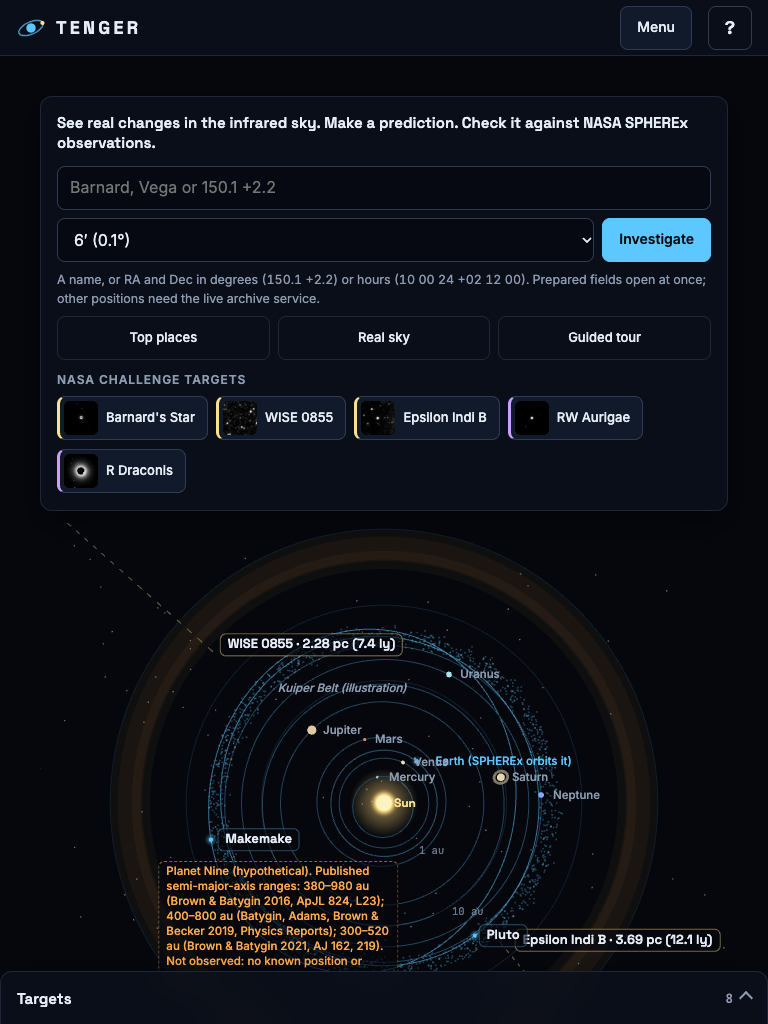 TENGER
Menu
?
See real changes in the infrared sky. Make a prediction. Check it against NASA SPHEREx
observations.
Barnard, Vega or 150.1 +2.2
6′ (0.1°)
Investigate
A name, or RA and Dec in degrees (150.1 +2.2) or hours (10 00 24 +02 12 00). Prepared fields open at once;
other positions need the live archive service.
Top places
Real sky
Guided tour
NASA CHALLENGE TARGETS
Barnard's Star
WISE 0855
Epsilon Indi B
RW Aurigae
R Draconis
WISE 0855 · 2.28 pc (7.4 ly)
Uranus
Kuiper Belt (illustration)
Jupiter
Mars
Venus
Earth (SPHEREx orbits it)
Mercury
Saturn
Neptune
Sun
Makemake
1 au
Planet Nine (hypothetical). Published
semi-major-axis ranges: 380–980 au
(Brown & Batygin 2016, ApJL 824, L23);
400–800 au (Batygin, Adams, Brown &
Becker 2019, Physics Reports); 300–520
au (Brown & Batygin 2021, AJ 162, 219).
Not observed: no known position or
10 au
Pluto
Epsilon Indi B · 3.69 pc (12.1 ly)
Targets
8